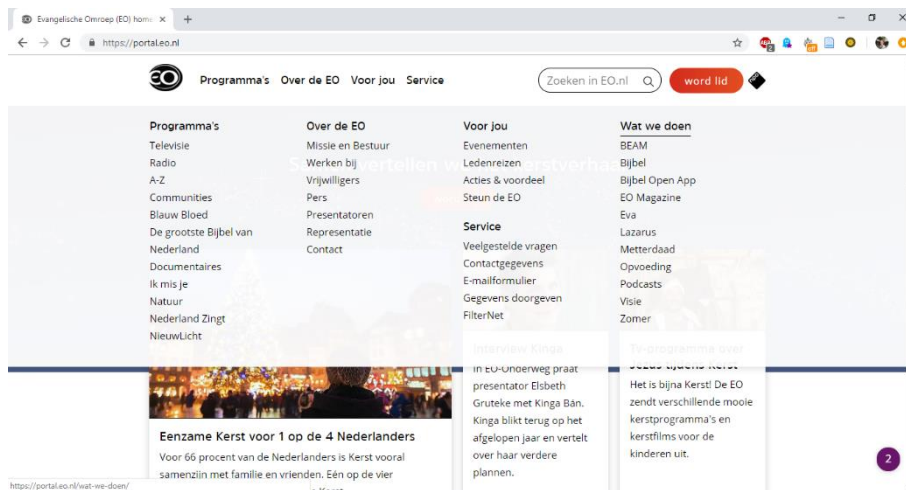 Evangelische Omroep (EO) home
https://portal.eo.nl
EO
Programma's Over de EO Voor jou Service
Zoeken in EO.nl
word lid
Programma's
Televisie
Radio
A-Z
Communities
Blauw Bloed
De grootste Bijbel van
Nederland
Documentaires
Ik mis je
Natuur
Nederland Zingt
NieuwLicht
Over de EO
Missie en Bestuur
Werken bij
Vrijwilligers
Pers
Presentatoren
Representatie
Contact
Voor jou
Evenementen
Ledenreizen
Acties & voordeel
Steun de EO
Service
Veelgestelde vragen
Contactgegevens
E-mailformulier
Gegevens doorgeven
FilterNet
Wat we doen
BEAM
Bijbel
Bijbel Open App
EO Magazine
Eva
Lazarus
Metterdaad
Opvoeding
Podcasts
Visie
Zomer
Eenzame Kerst voor 1 op de 4 Nederlanders
Voor 66 procent van de Nederlanders is Kerst vooral
samenzijn met familie en vrienden. Eén op de vier
Interview Kinga
In EO-Onderweg praat
presentator Elsbeth
Gruteke met Kinga Bán.
Kinga blikt terug op het
afgelopen jaar en vertelt
over haar verdere
plannen.
TV-programma over
Jezus tijdens Kerst
Het is bijna Kerst! De EO
zendt verschillende mooie
kerstprogramma's en
kerstfilms voor de
kinderen uit.
2
https://portal.eo.nl/wat-we-doen/